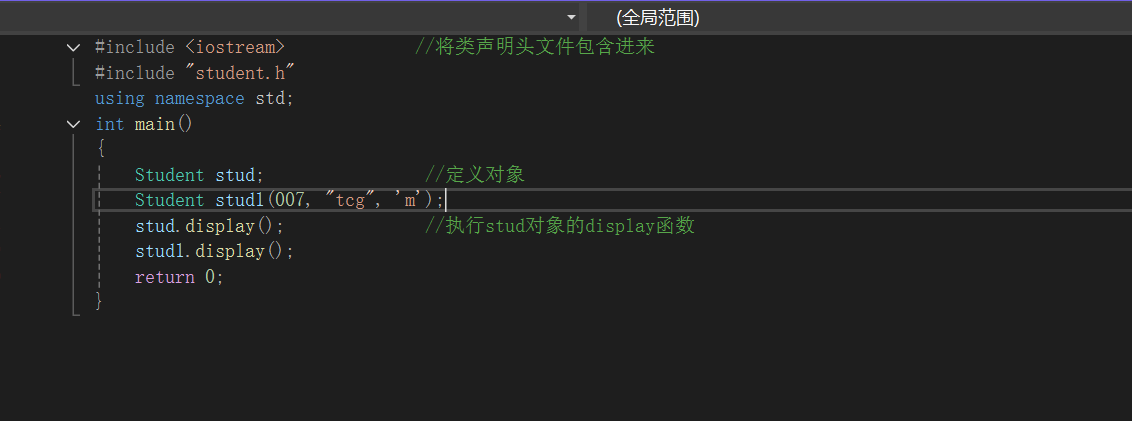 (全局范围)
#include <iostream> //将类声明头文件包含进来
#include "student.h"
using namespace std;
int main()
{
Student stud; //定义对象
Student stud1(007, "tcg", 'm');
stud.display(); //执行stud对象的display函数
stud1.display();
return 0;
}